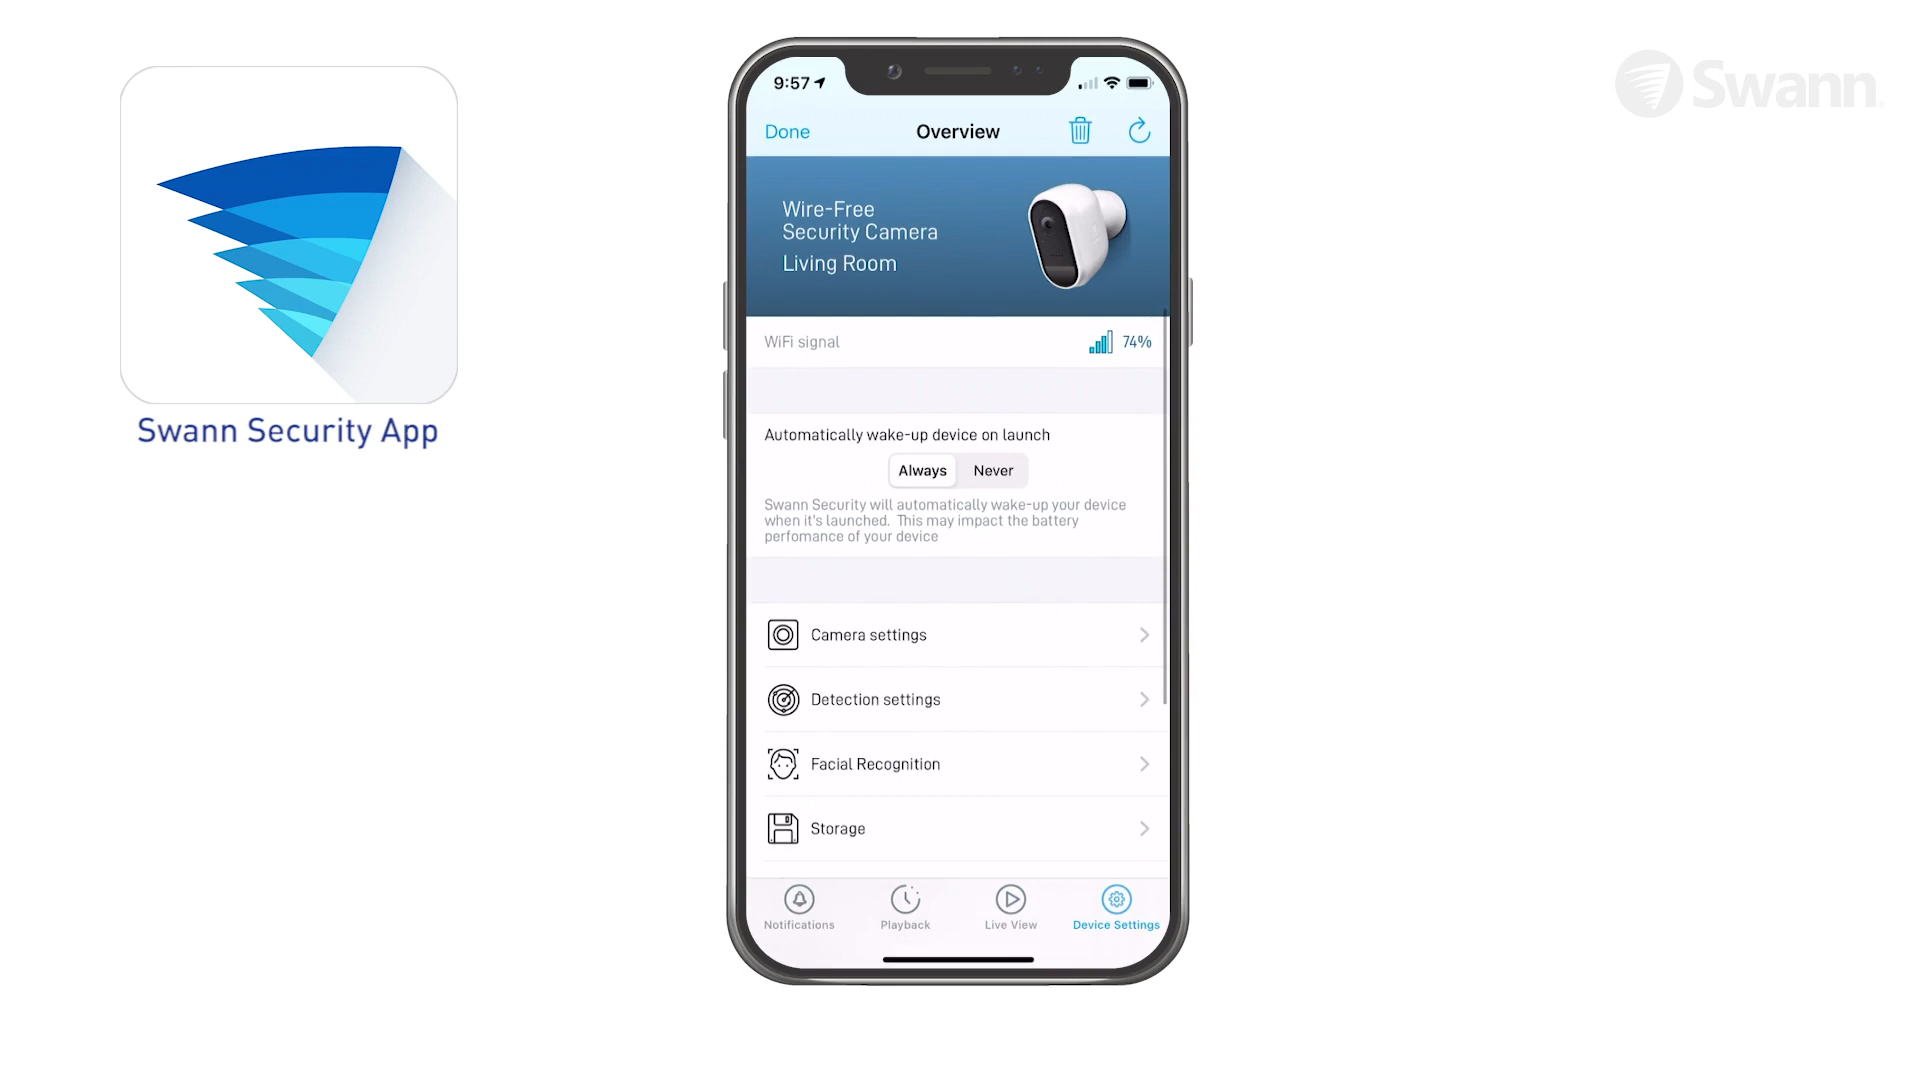 Swann
Swann Security App
9:57
Done
Overview
Wire-Free
Security Camera
Living Room
WiFi signal
74%
Automatically wake-up device on launch
Always
Never
Swann Security will automatically wake-up your device
when it's launched. This may impact the battery
perfomance of your device
Camera settings
Detection settings
Facial Recognition
Storage
Notifications
Playback
Live View
Device Settings